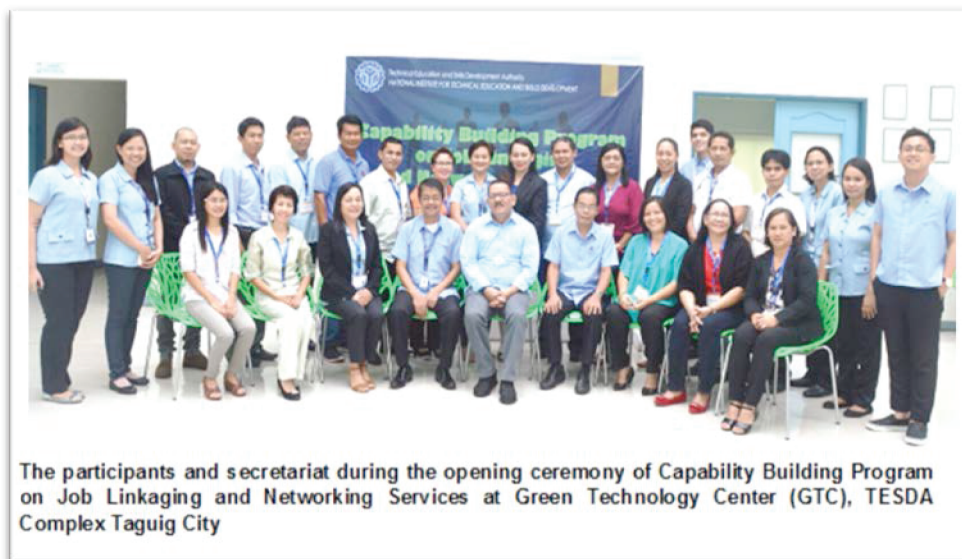 Technical Education and Skills Development Authority
NATIONAL INSTITUTE FOR TECHNICAL EDUCATION AND SKILLS DEVELOPMENT
Capability Building Program
on
The participants and secretariat during the opening ceremony of Capability Building Program
on Job Linkaging and Networking Services at Green Technology Center (GTC), TESDA
Complex Taguig City